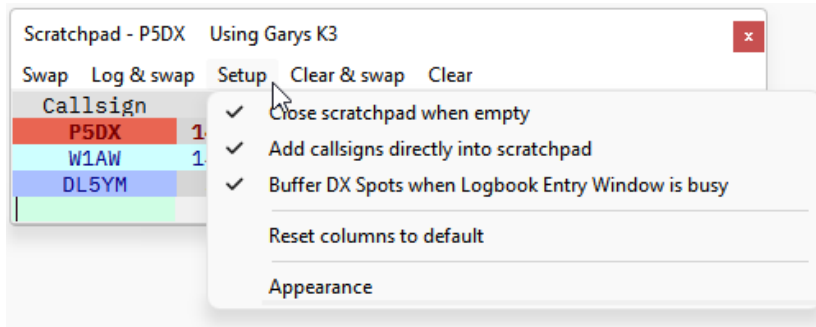 Scratchpad - P5DX Using Garys K3 x
Swap Log & swap Setup Clear & swap Clear
Callsign
P5DX
W1AW
DL5YM
Close scratchpad when empty
Add callsigns directly into scratchpad
Buffer DX Spots when Logbook Entry Window is busy
Reset columns to default
Appearance